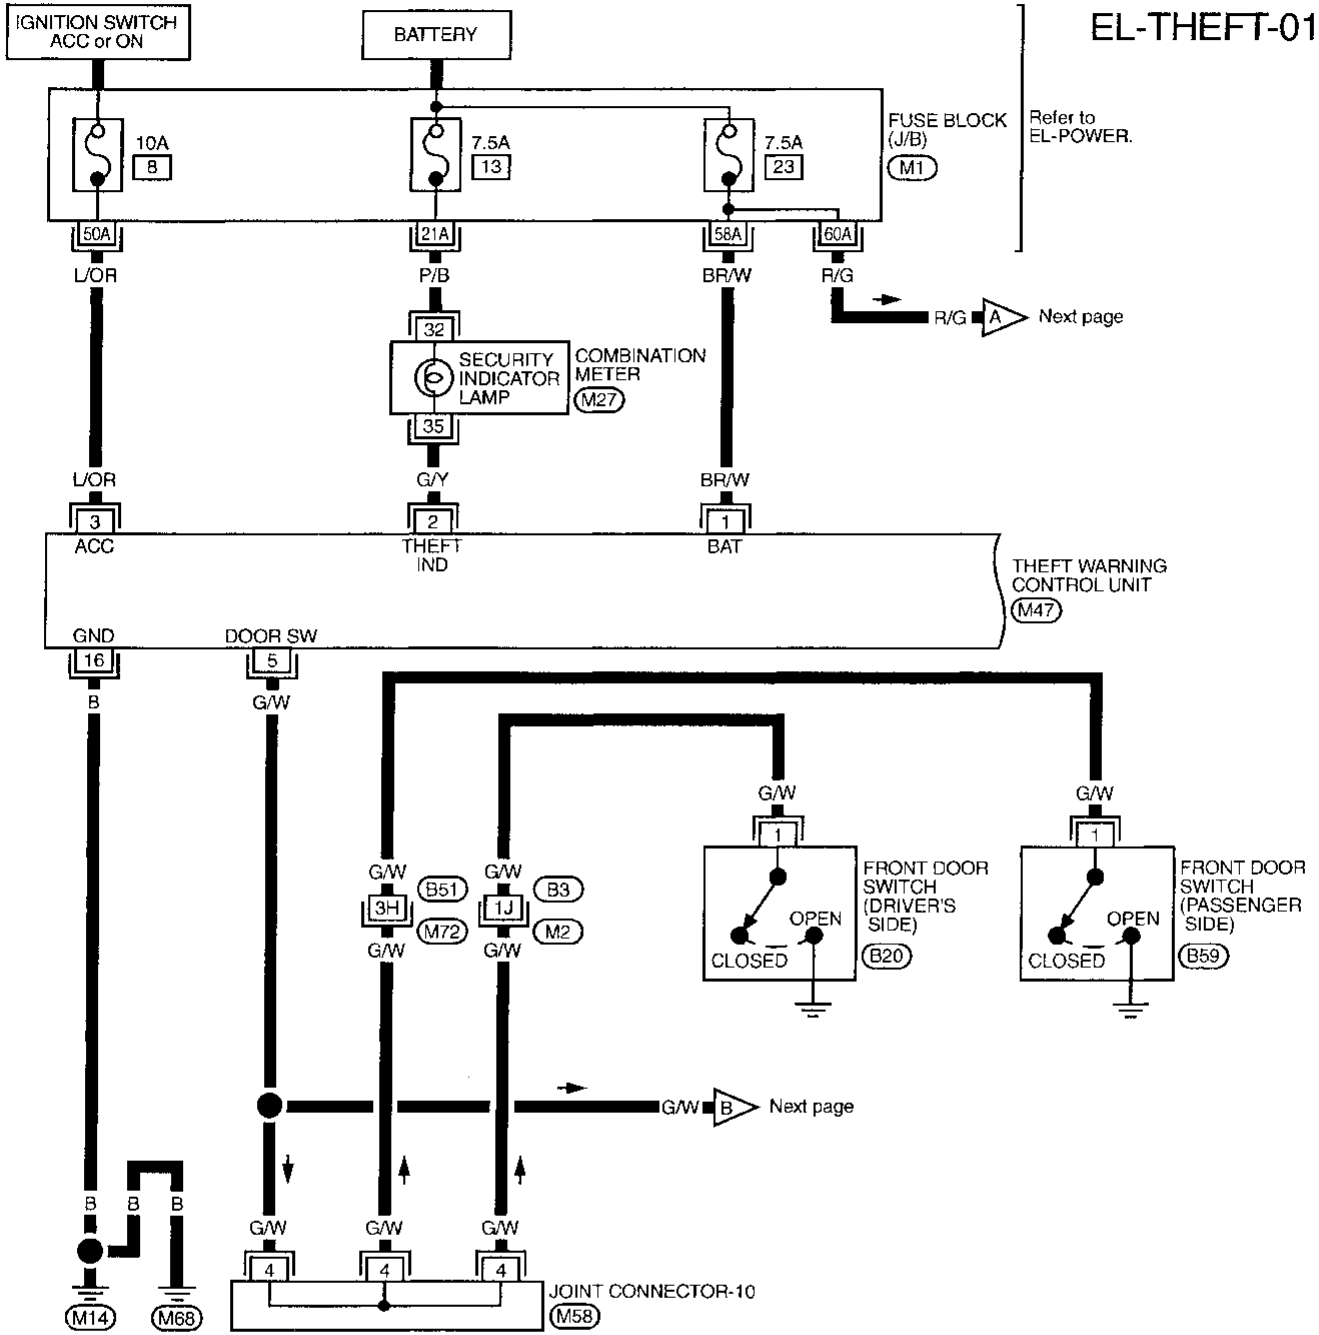 EL-THEFT-01
IGNITION SWITCH
ACC or ON
BATTERY
10A
8
7.5A
13
7.5A
23
FUSE BLOCK
(J/B)
M1
Refer to
EL-POWER.
50A
21A
58A
60A
L/OR
P/B
BR/W
R/G
R/G
A
Next page
32
SECURITY
INDICATOR
LAMP
COMBINATION
METER
M27
35
L/OR
G/Y
BR/W
3
2
1
ACC
THEFT
IND
BAT
THEFT WARNING
CONTROL UNIT
M47
GND
DOOR SW
16
5
B
G/W
G/W
G/W
1
1
G/W
G/W
B51
B3
3H
1J
M72
M2
G/W
G/W
OPEN
CLOSED
FRONT DOOR
SWITCH
(DRIVER'S
SIDE)
B20
OPEN
CLOSED
FRONT DOOR
SWITCH
(PASSENGER
SIDE)
B59
G/W
B
Next page
B
B
B
G/W
G/W
G/W
4
4
4
JOINT CONNECTOR-10
M58
M14
M68